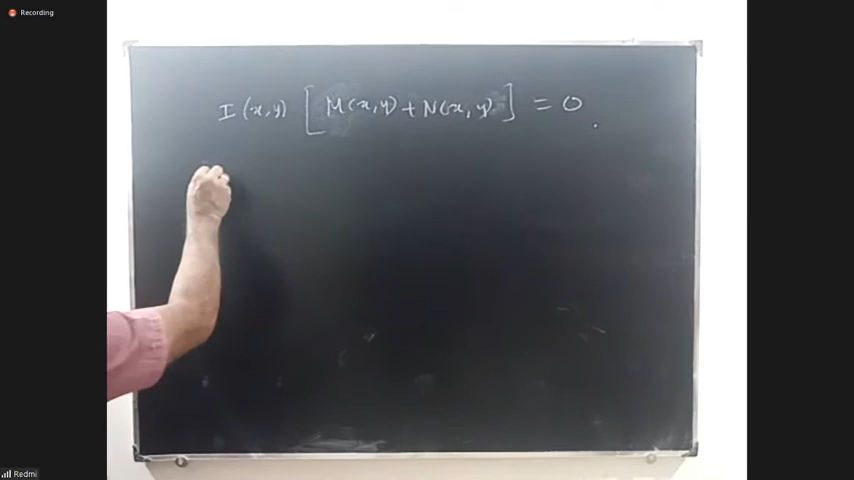 Recording
I (x,y) [ M(x,y) + N(x,y) ] = 0.
Redmi